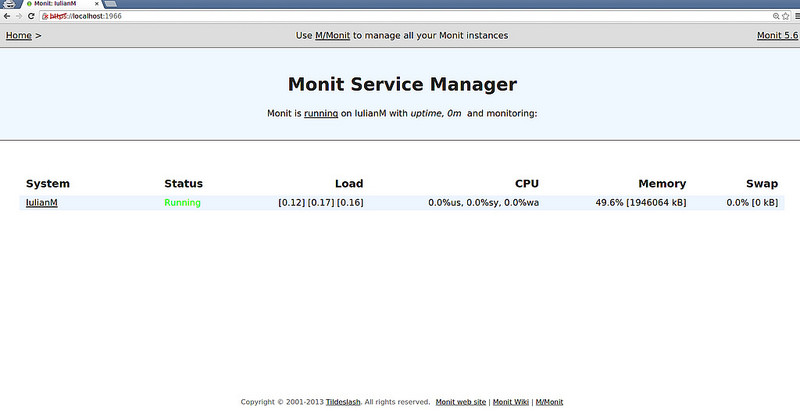 Monit: IulianM
https://localhost:1966
Home > Use M/Monit to manage all your Monit instances Monit 5.6
Monit Service Manager
Monit is running on IulianM with uptime, 0m and monitoring:
System Status Load CPU Memory Swap
IulianM Running [0.12] [0.17] [0.16] 0.0%us, 0.0%sy, 0.0%wa 49.6% [1946064 kB] 0.0% [0 kB]
Copyright © 2001-2013 Tildeslash. All rights reserved. Monit web site | Monit Wiki | M/Monit